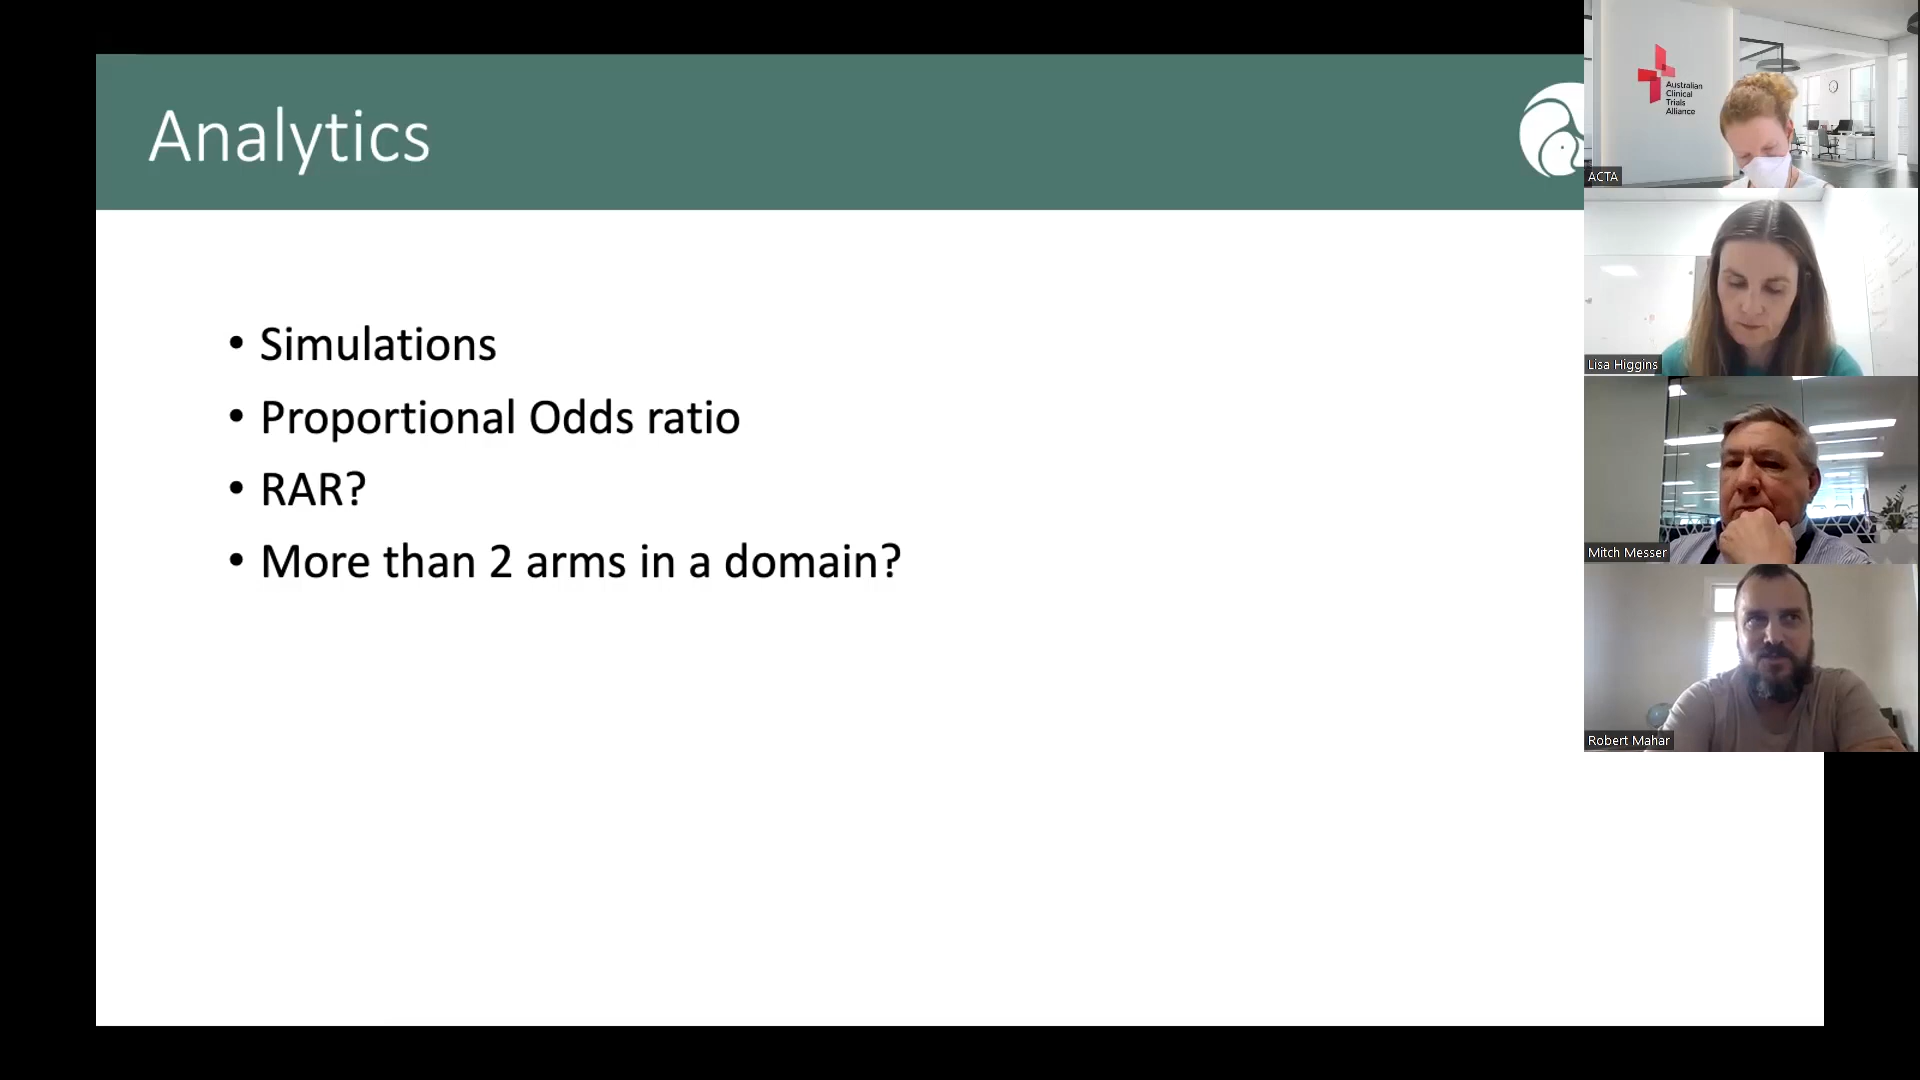 Analytics
• Simulations
• Proportional Odds ratio
• RAR?
• More than 2 arms in a domain?
Australian
Clinical
Trials
Alliance
ACTA
Lisa Higgins
Mitch Messer
Robert Mahar